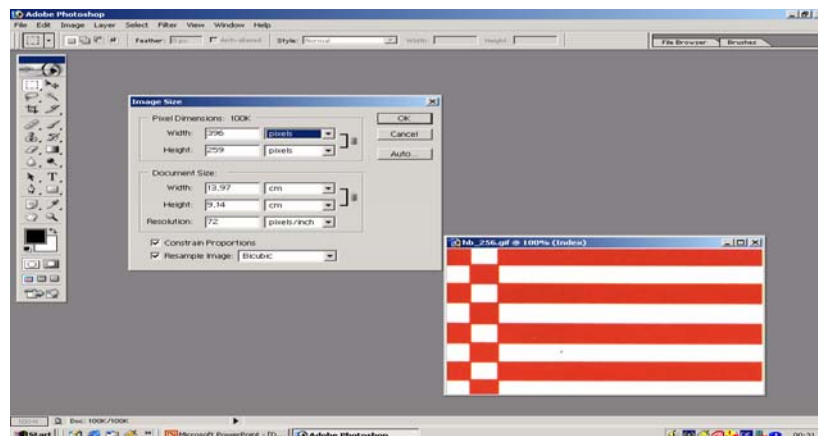 Adobe Photoshop
File Edit Image Layer Select Filter View Window Help
Feather: Anti-aliased Style: Normal Width: Height: File Browser Brushes
Image Size
Pixel Dimensions: 100K
Width: 396 pixels
Height: 259 pixels
Document Size:
Width: 13,97 cm
Height: 9,14 cm
Resolution: 72 pixels/inch
Constrain Proportions
Resample Image: Bicubic
OK
Cancel
Auto...
T
hb_256.gif @ 100% (Index)
Doc: 100K/100K
Start Microsoft PowerPoint - [D... Adobe Photoshop